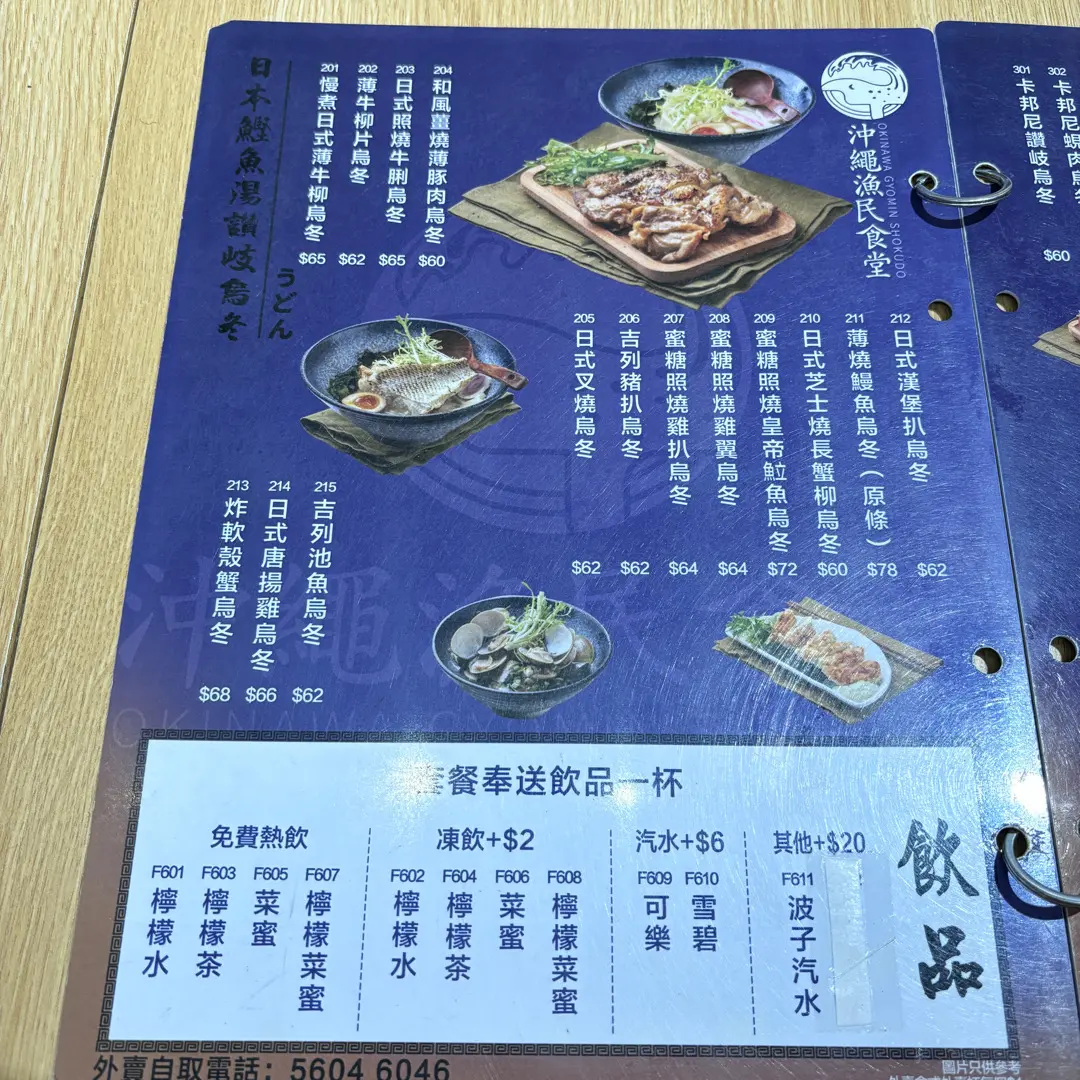 日本鰹魚湯讃岐烏冬
うどん
201 慢煮日式薄牛柳烏冬 $65
202 薄牛柳片烏冬 $62
203 日式照燒牛脷烏冬 $65
204 和風薑燒薄豚肉烏冬 $60
沖繩漁民食堂
OKINAWA GYOMIN SHOKUDO
205 日式叉燒烏冬 $62
206 吉列豬扒烏冬 $62
207 蜜糖照燒雞扒烏冬 $64
208 蜜糖照燒雞翼烏冬 $64
209 蜜糖照燒皇帝鮫魚烏冬 $72
210 日式芝士燒長蟹柳烏冬 $60
211 薄燒鰻魚烏冬(原條) $78
212 日式漢堡扒烏冬 $62
213 炸軟殼蟹烏冬 $68
214 日式唐揚雞烏冬 $66
215 吉列池魚烏冬 $62
套餐奉送飲品一杯
飲品
免費熱飲
F601 檸檬水
F603 檸檬茶
F605 菜蜜
F607 檸檬菜蜜
凍飲+$2
F602 檸檬水
F604 檸檬茶
F606 菜蜜
F608 檸檬菜蜜
汽水+$6
F609 可樂
F610 雪碧
其他+$20
F611 波子汽水
外賣自取電話：5604 6046
圖片只供參考
301 卡邦尼讚岐烏冬
302 卡邦尼蜆肉烏冬
$60